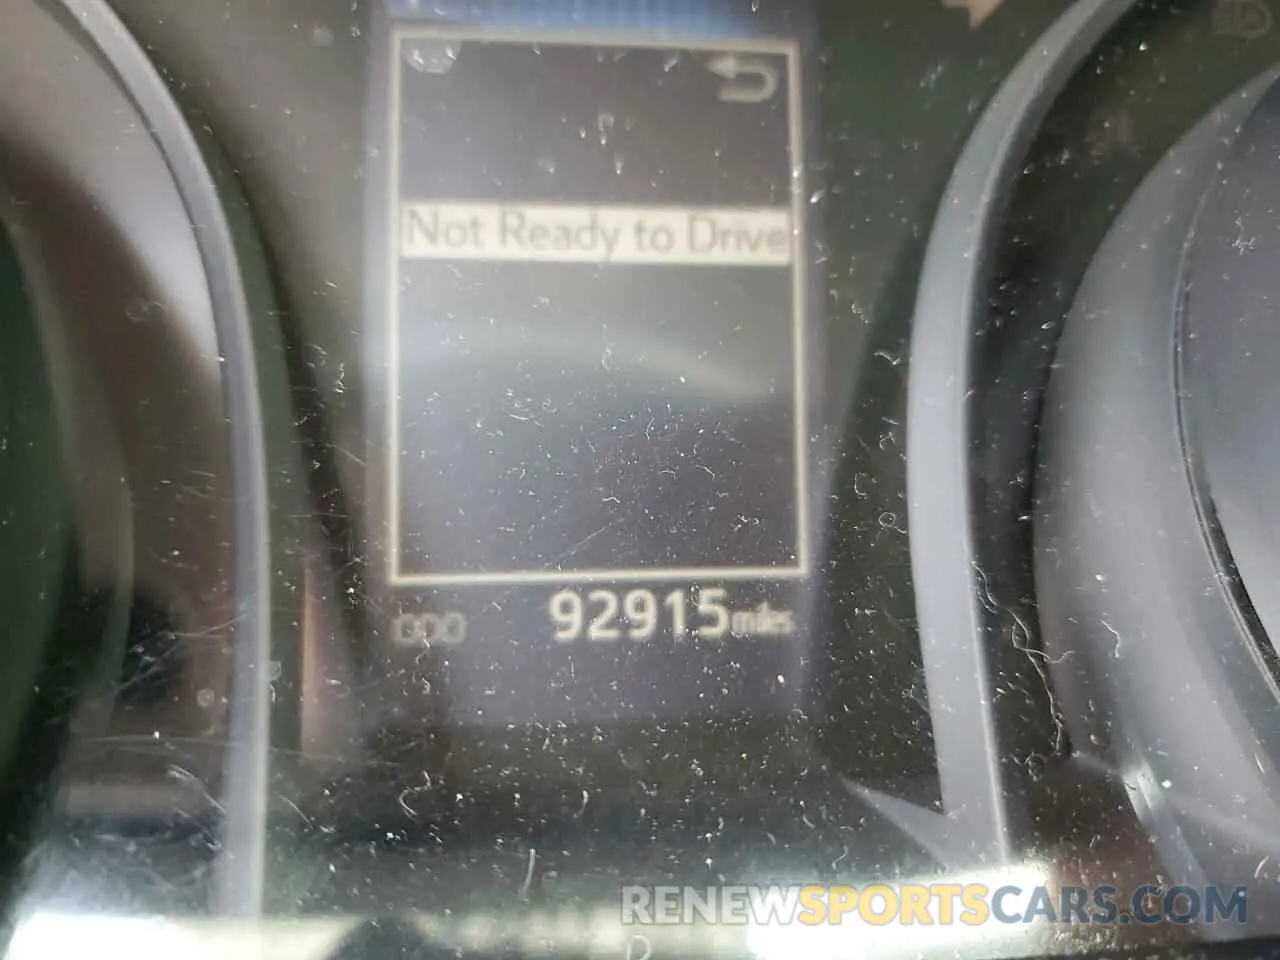 Not Ready to Drive
ODO 92915 miles
RENEWSPORTSCARS.COM